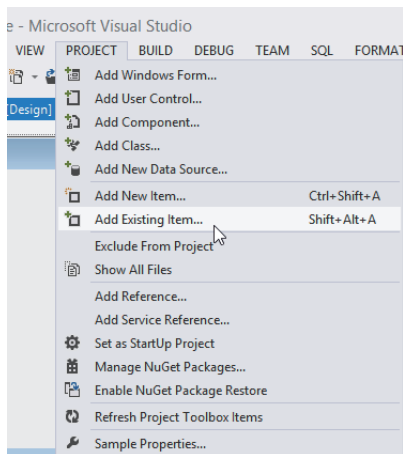 e - Microsoft Visual Studio
VIEW PROJECT BUILD DEBUG TEAM SQL FORMAT
[Design]
Add Windows Form...
Add User Control...
Add Component...
Add Class...
Add New Data Source...
Add New Item... Ctrl+Shift+A
Add Existing Item... Shift+Alt+A
Exclude From Project
Show All Files
Add Reference...
Add Service Reference...
Set as StartUp Project
Manage NuGet Packages...
Enable NuGet Package Restore
Refresh Project Toolbox Items
Sample Properties...